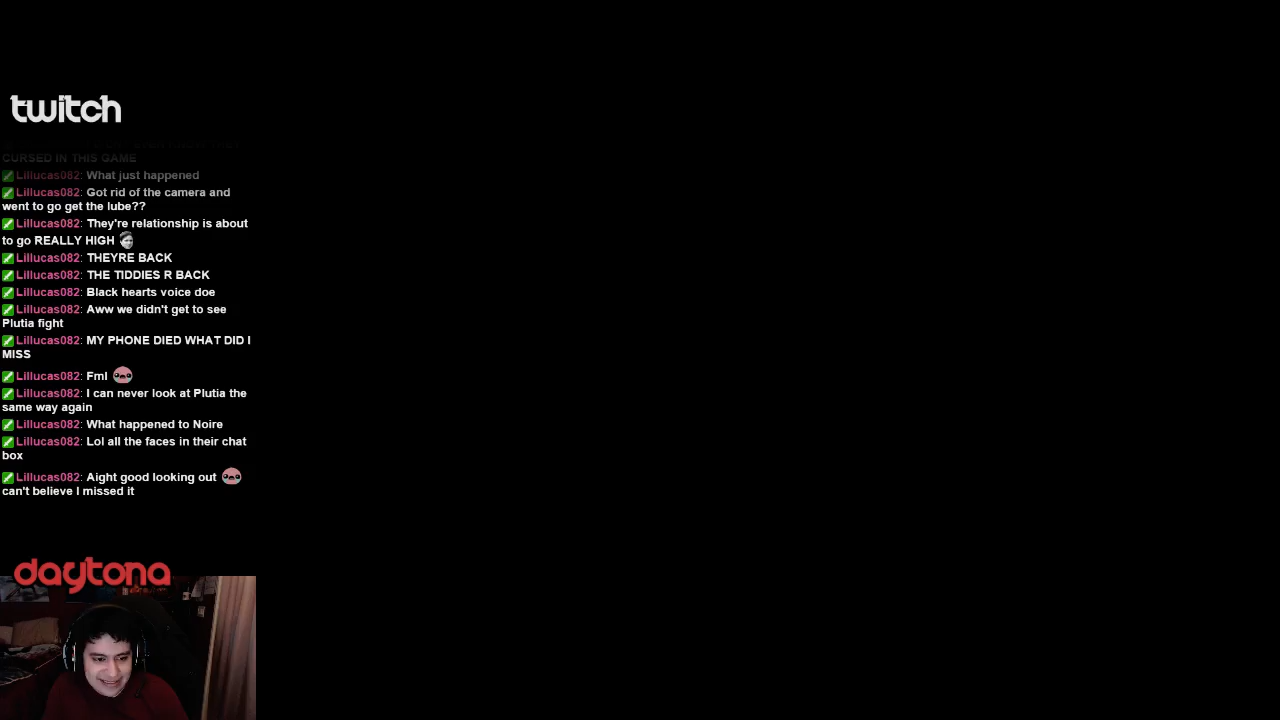 twitch
CURSED IN THIS GAME
Lillucas082: What just happened
Lillucas082: Got rid of the camera and
went to go get the lube??
Lillucas082: They're relationship is about
to go REALLY HIGH
Lillucas082: THEYRE BACK
Lillucas082: THE TIDDIES R BACK
Lillucas082: Black hearts voice doe
Lillucas082: Aww we didn't get to see
Plutia fight
Lillucas082: MY PHONE DIED WHAT DID I
MISS
Lillucas082: Fml
Lillucas082: I can never look at Plutia the
same way again
Lillucas082: What happened to Noire
Lillucas082: Lol all the faces in their chat
box
Lillucas082: Aight good looking out
can't believe I missed it
daytona